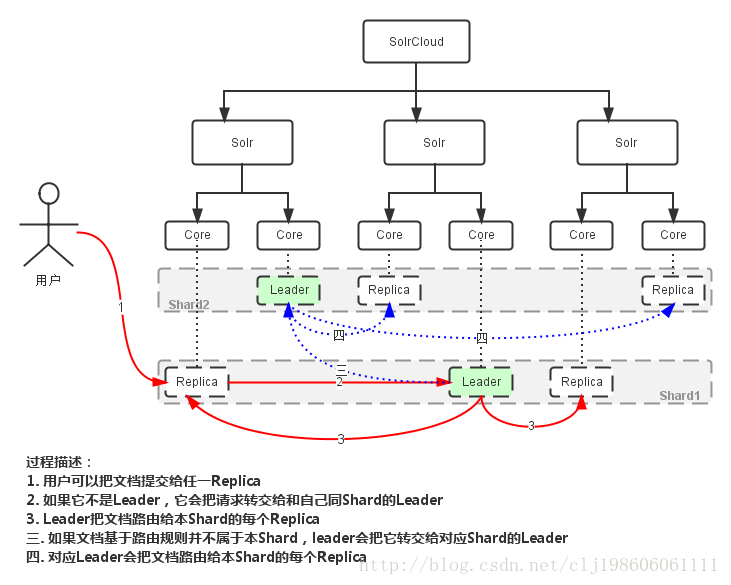 SolrCloud
Solr Solr Solr
Core Core Core Core Core Core
用户
Leader Replica Replica
Shard2
1
四 四
三
Replica 2 Leader Replica
Shard1
3 3
过程描述：
1. 用户可以把文档提交给任一Replica
2. 如果它不是Leader，它会把请求转交给和自己同Shard的Leader
3. Leader把文档路由给本Shard的每个Replica
三. 如果文档基于路由规则并不属于本Shard，leader会把它转交给对应Shard的Leader
四. 对应Leader会把文档路由给本Shard的每个Replica
http://blog.csdn.net/clj198606061111